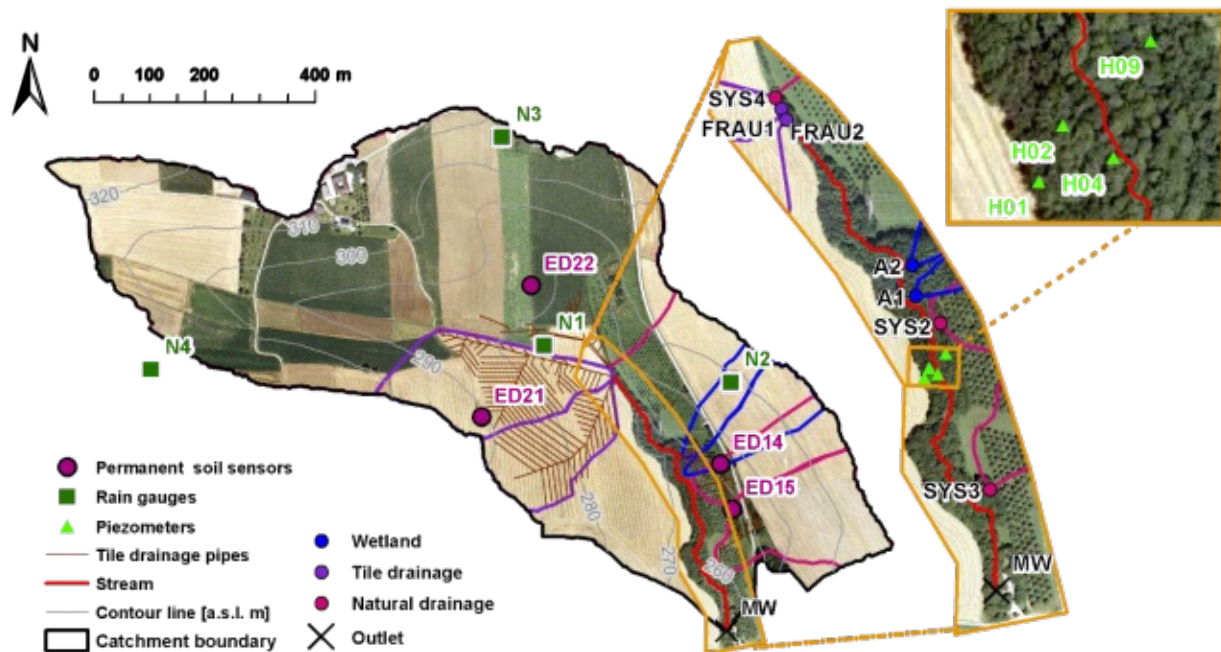 N
0 100 200 400 m
N3
SYS4
FRAU1
FRAU2
H09
H02
H04
H01
320
310
300
ED22
A2
A1
N1
SYS2
N4
290
N2
ED21
ED14
ED15
SYS3
280
270
260
MW
MW
Permanent soil sensors
Rain gauges
Piezometers
Tile drainage pipes
Stream
Contour line [a.s.l. m]
Catchment boundary
Wetland
Tile drainage
Natural drainage
Outlet